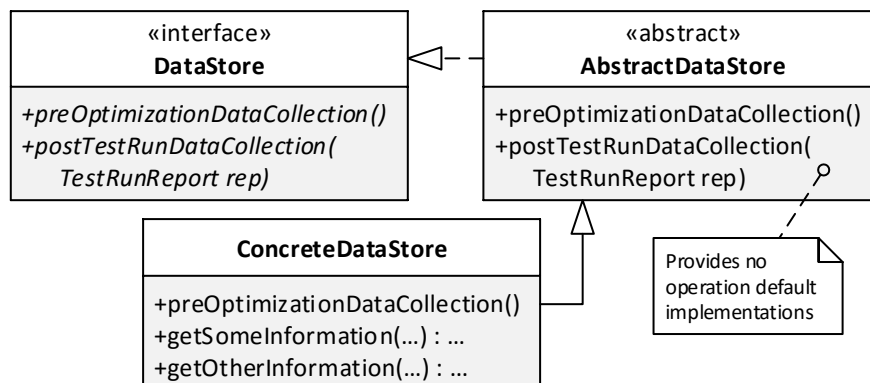 «interface»
DataStore
+preOptimizationDataCollection()
+postTestRunDataCollection(
TestRunReport rep)
«abstract»
AbstractDataStore
+preOptimizationDataCollection()
+postTestRunDataCollection(
TestRunReport rep)
ConcreteDataStore
+preOptimizationDataCollection()
+getSomeInformation(...) : ...
+getOtherInformation(...) : ...
Provides no
operation default
implementations